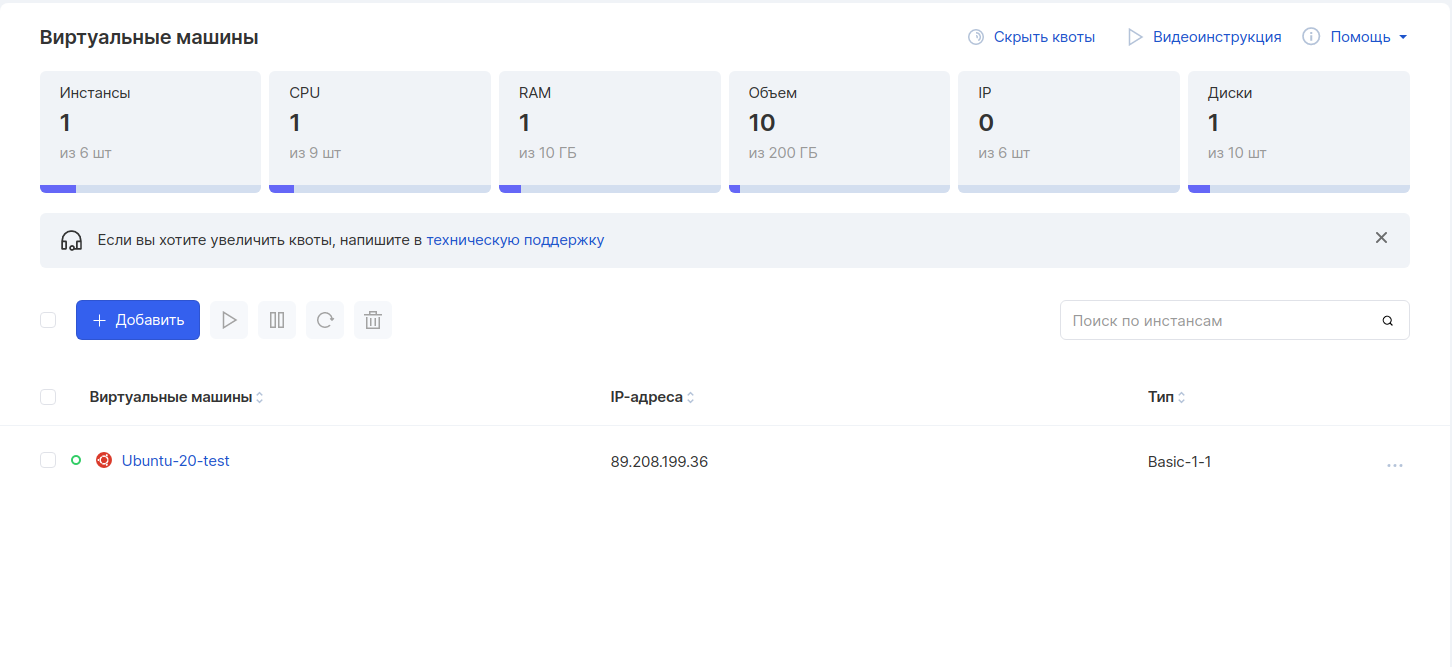 Виртуальные машины
Скрыть квоты Видеоинструкция Помощь
Инстансы CPU RAM Объем IP Диски
1 1 1 10 0 1
из 6 шт из 9 шт из 10 ГБ из 200 ГБ из 6 шт из 10 шт
Если вы хотите увеличить квоты, напишите в техническую поддержку
+ Добавить Поиск по инстансам
Виртуальные машины IP-адреса Тип
Ubuntu-20-test 89.208.199.36 Basic-1-1 ...